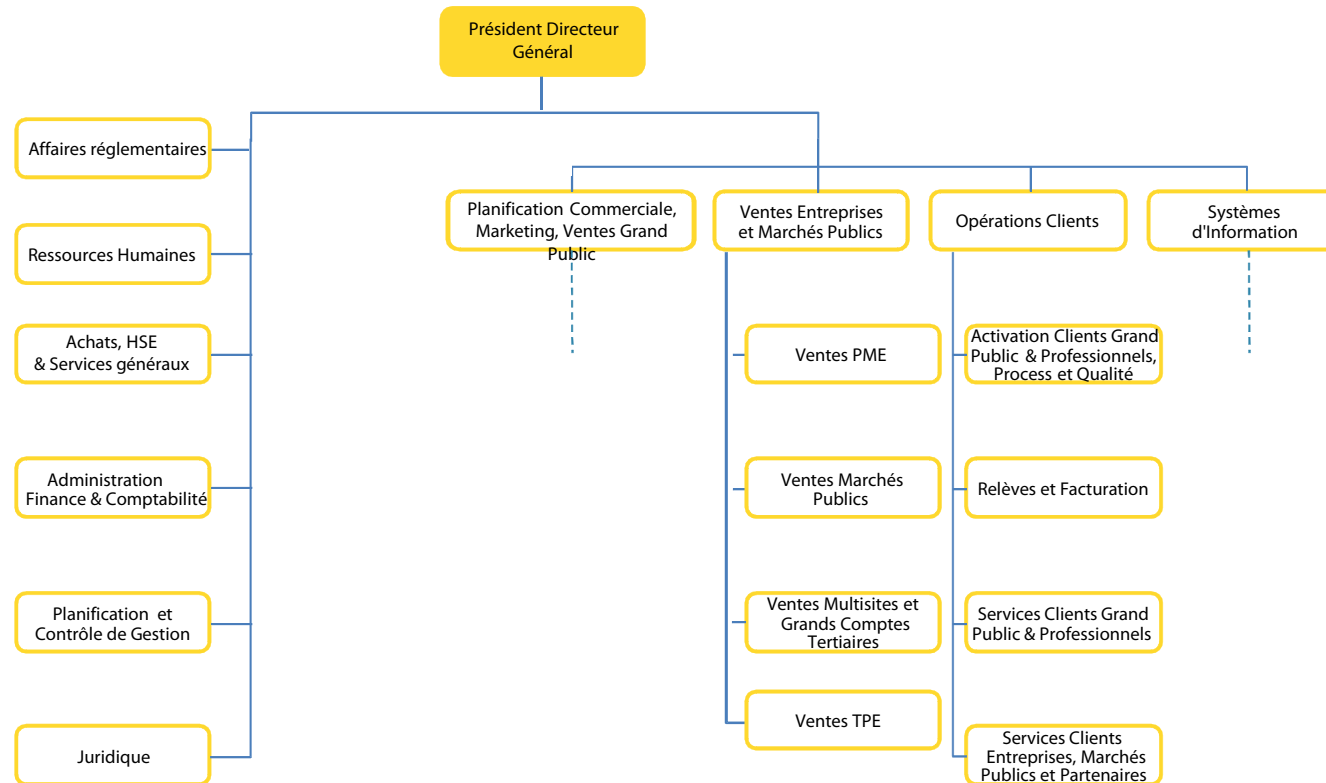 Président Directeur
Général
Affaires réglementaires
Ressources Humaines
Achats, HSE
& Services généraux
Administration
Finance & Comptabilité
Planification et
Contrôle de Gestion
Juridique
Planification Commerciale,
Marketing, Ventes Grand
Public
Ventes Entreprises
et Marchés Publics
Ventes PME
Ventes Marchés
Publics
Ventes Multisites et
Grands Comptes
Tertiaires
Ventes TPE
Opérations Clients
Activation Clients Grand
Public & Professionnels,
Process et Qualité
Relèves et Facturation
Services Clients Grand
Public & Professionnels
Services Clients
Entreprises, Marchés
Publics et Partenaires
Systèmes
d'Information